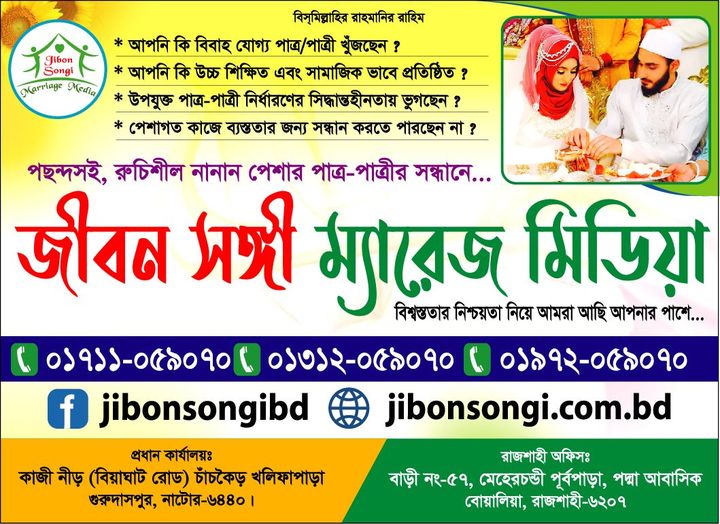 বিস্‌মিল্লাহির রাহমানির রাহিম
Jibon
Songi
Marriage Media
* আপনি কি বিবাহ যোগ্য পাত্র/পাত্রী খুঁজছেন ?
* আপনি কি উচ্চ শিক্ষিত এবং সামাজিক ভাবে প্রতিষ্ঠিত ?
* উপযুক্ত পাত্র-পাত্রী নির্ধারণের সিদ্ধান্তহীনতায় ভুগছেন ?
* পেশাগত কাজে ব্যস্ততার জন্য সন্ধান করতে পারছেন না ?
পছন্দসই, রুচিশীল নানান পেশার পাত্র-পাত্রীর সন্ধানে...
জীবন সঙ্গী ম্যারেজ মিডিয়া
বিশ্বস্ততার নিশ্চয়তা নিয়ে আমরা আছি আপনার পাশে...
০১৭১১-০৫৯০৭০ ০১৩১২-০৫৯০৭০ ০১৯৭২-০৫৯০৭০
jibonsongibd jibonsongi.com.bd
প্রধান কার্যালয়ঃ
কাজী নীড় (বিয়াঘাট রোড) চাঁচকৈড় খলিফাপাড়া
গুরুদাসপুর, নাটোর-৬৪৪০।
রাজশাহী অফিসঃ
বাড়ী নং-৫৭, মেহেরচন্ডী পূর্বপাড়া, পদ্মা আবাসিক
বোয়ালিয়া, রাজশাহী-৬২০৭